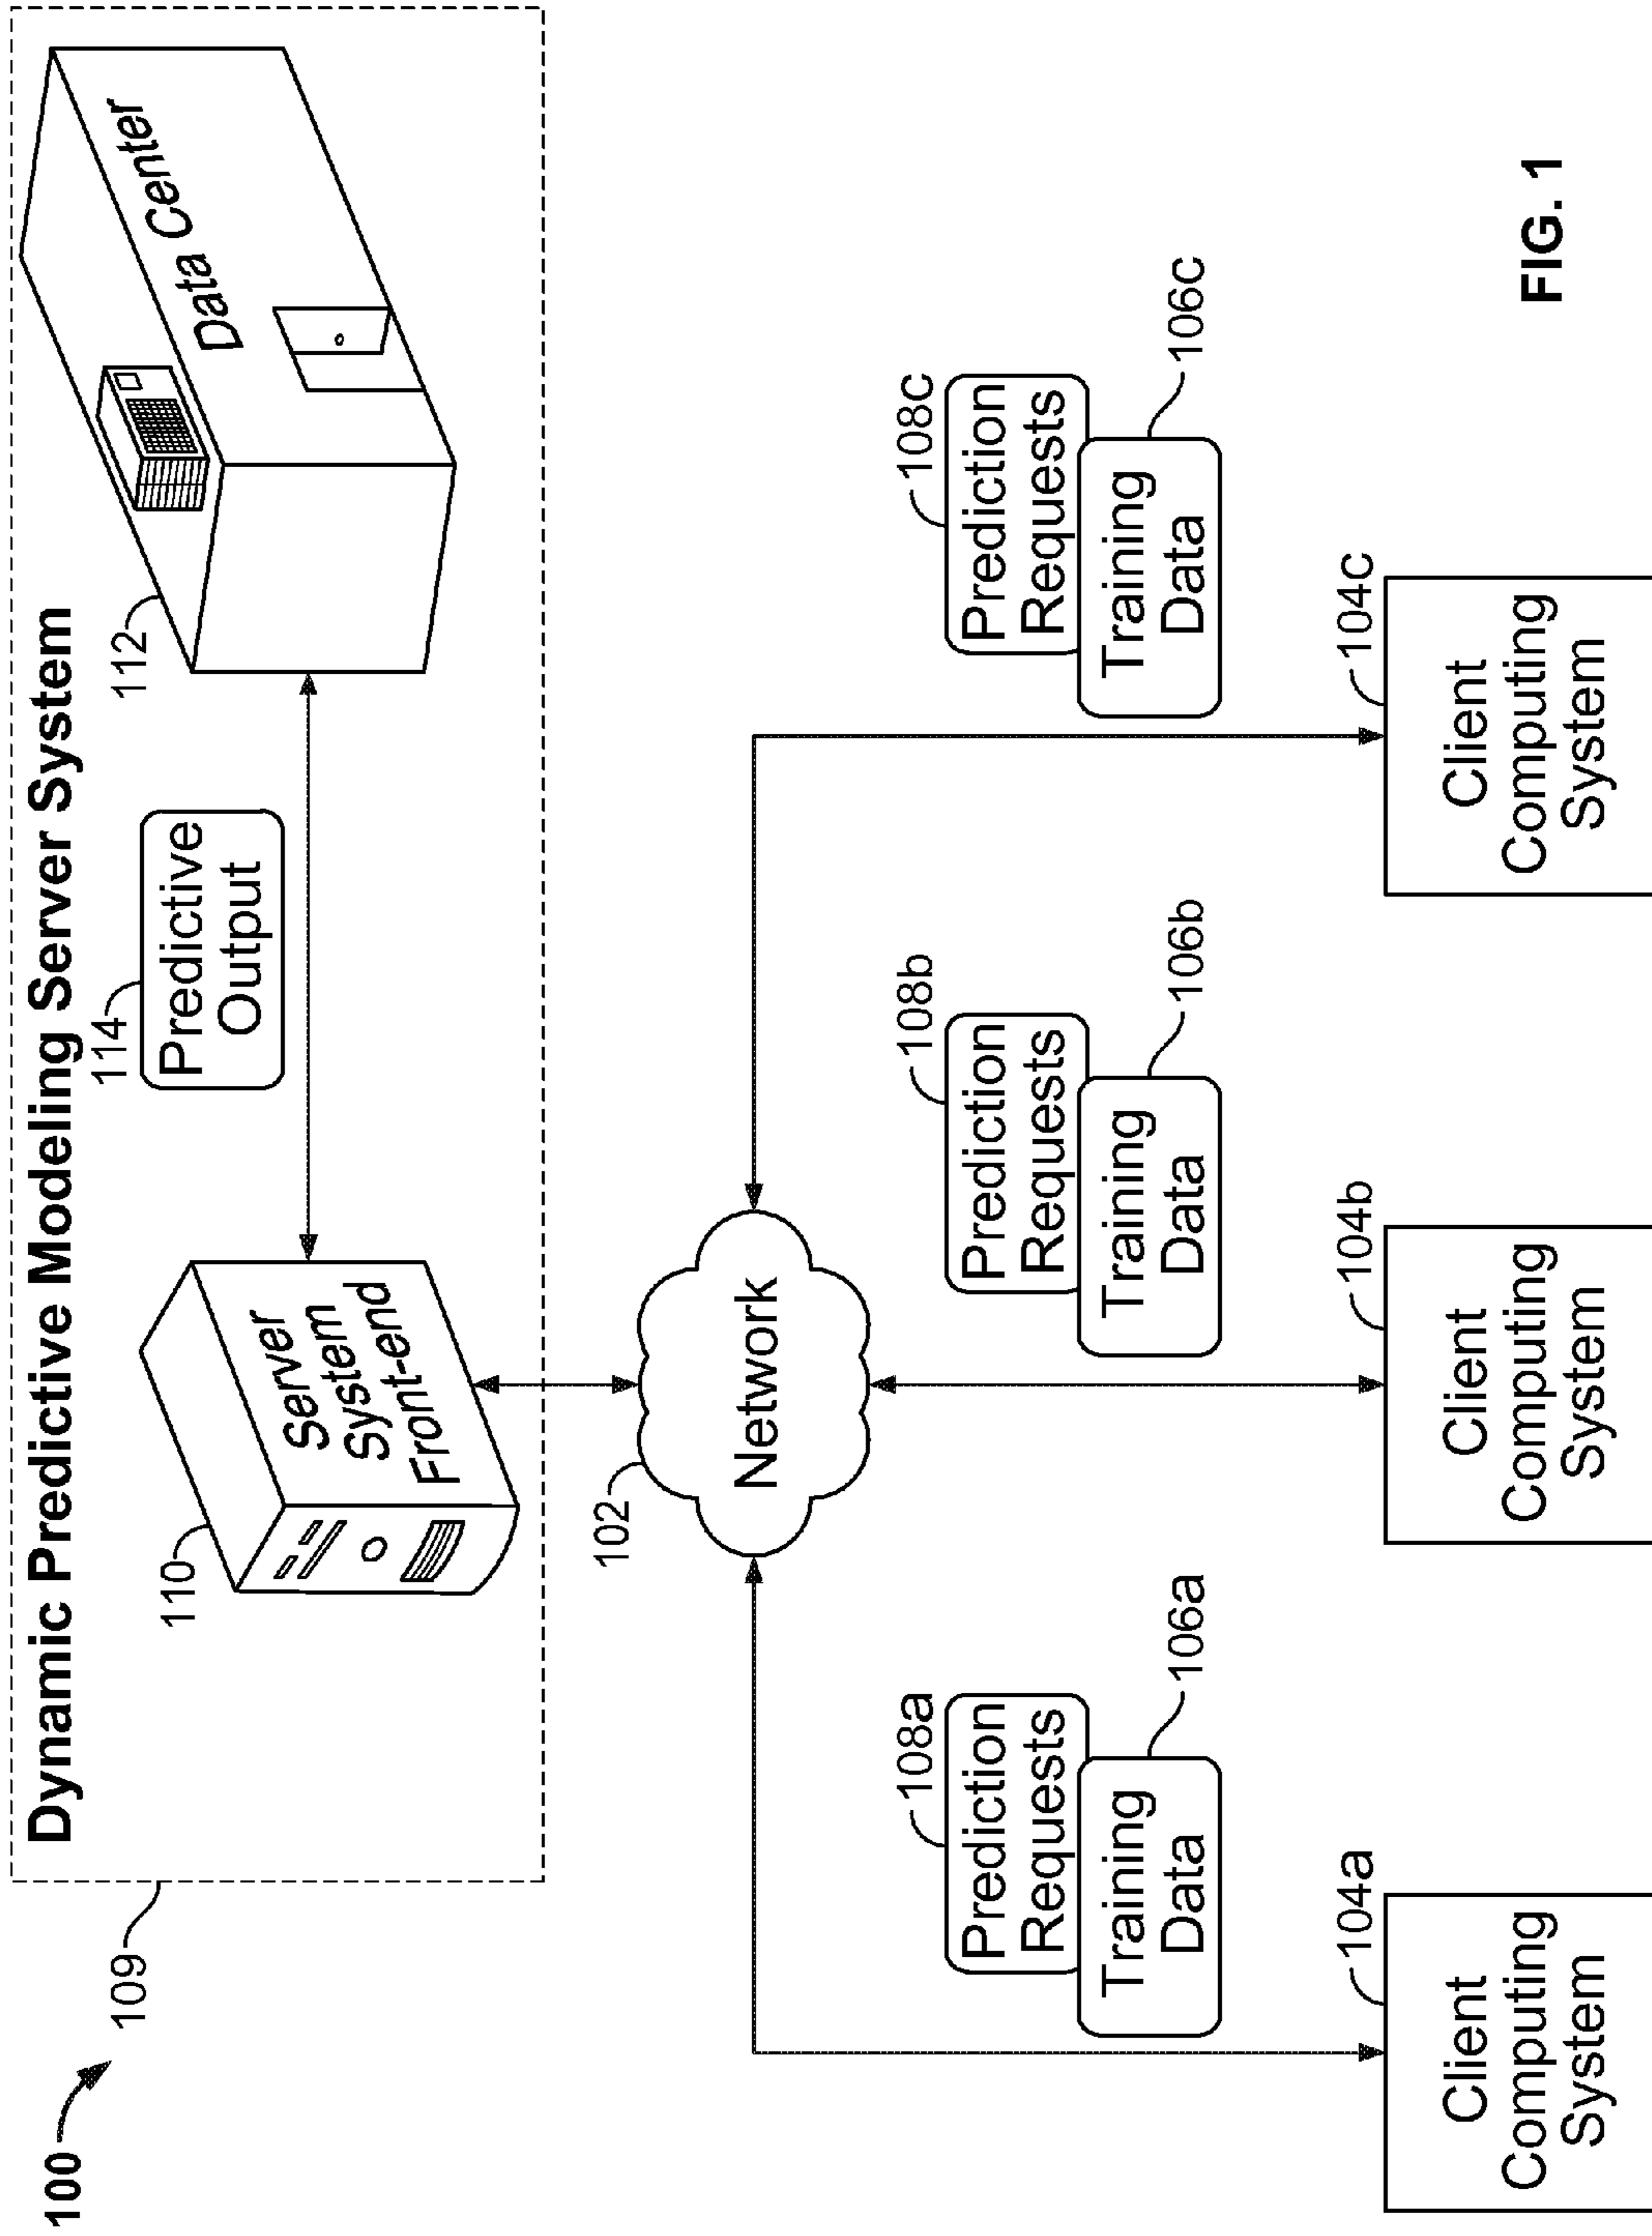 100
109
Dynamic Predictive Modeling Server System
110
Server
System
Front-end
114
Predictive
Output
112
Data Center
102
Network
108a
Prediction
Requests
Training
Data
106a
108b
Prediction
Requests
Training
Data
106b
108c
Prediction
Requests
Training
Data
106c
104a
Client
Computing
System
104b
Client
Computing
System
104c
Client
Computing
System
FIG. 1